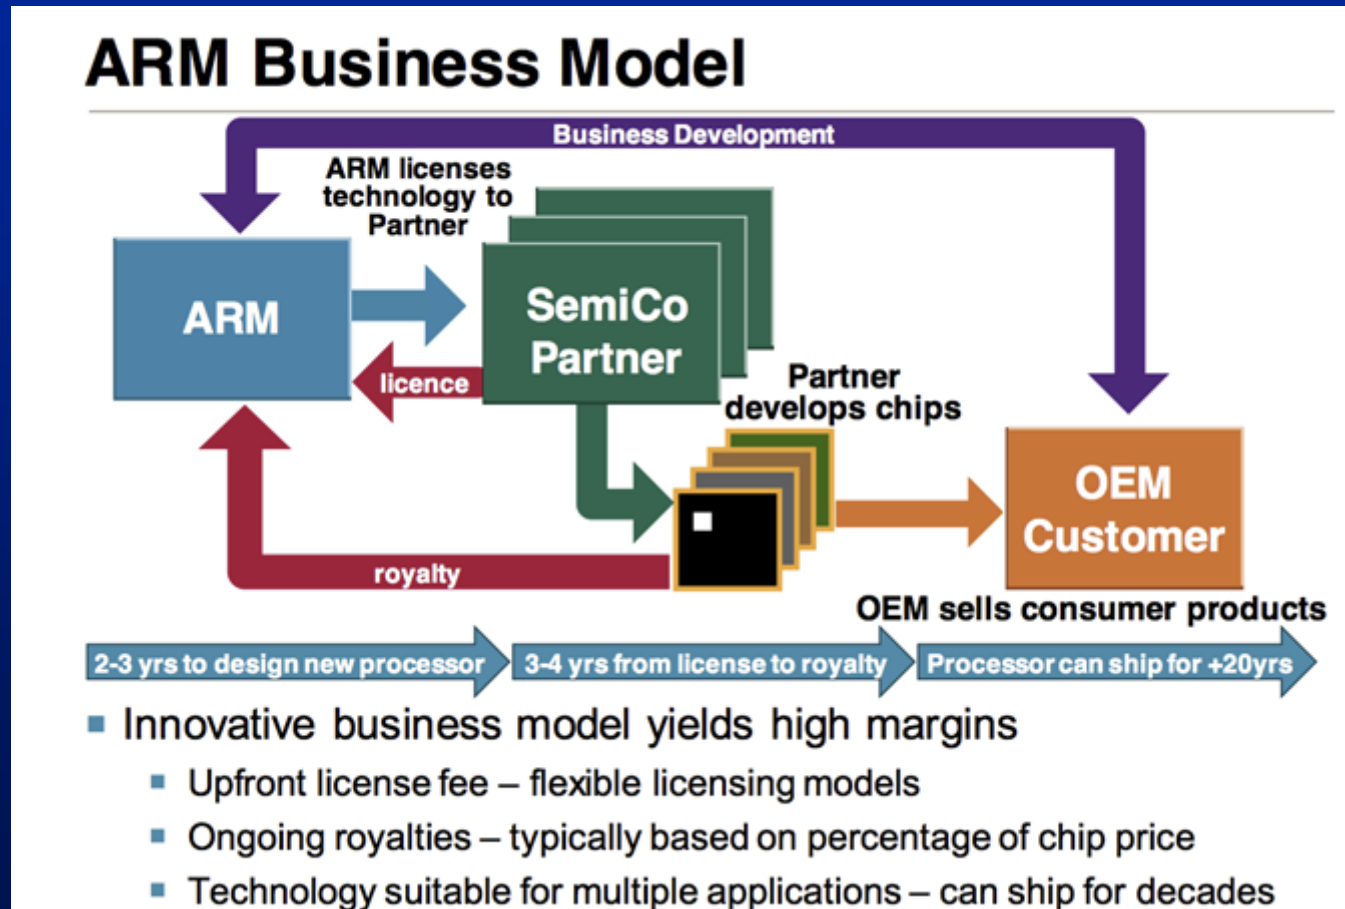 ARM Business Model
Business Development
ARM licenses
technology to
Partner
ARM
SemiCo
Partner
licence
Partner
develops chips
OEM
Customer
royalty
OEM sells consumer products
2-3 yrs to design new processor
3-4 yrs from license to royalty
Processor can ship for +20yrs
Innovative business model yields high margins
Upfront license fee – flexible licensing models
Ongoing royalties – typically based on percentage of chip price
Technology suitable for multiple applications – can ship for decades